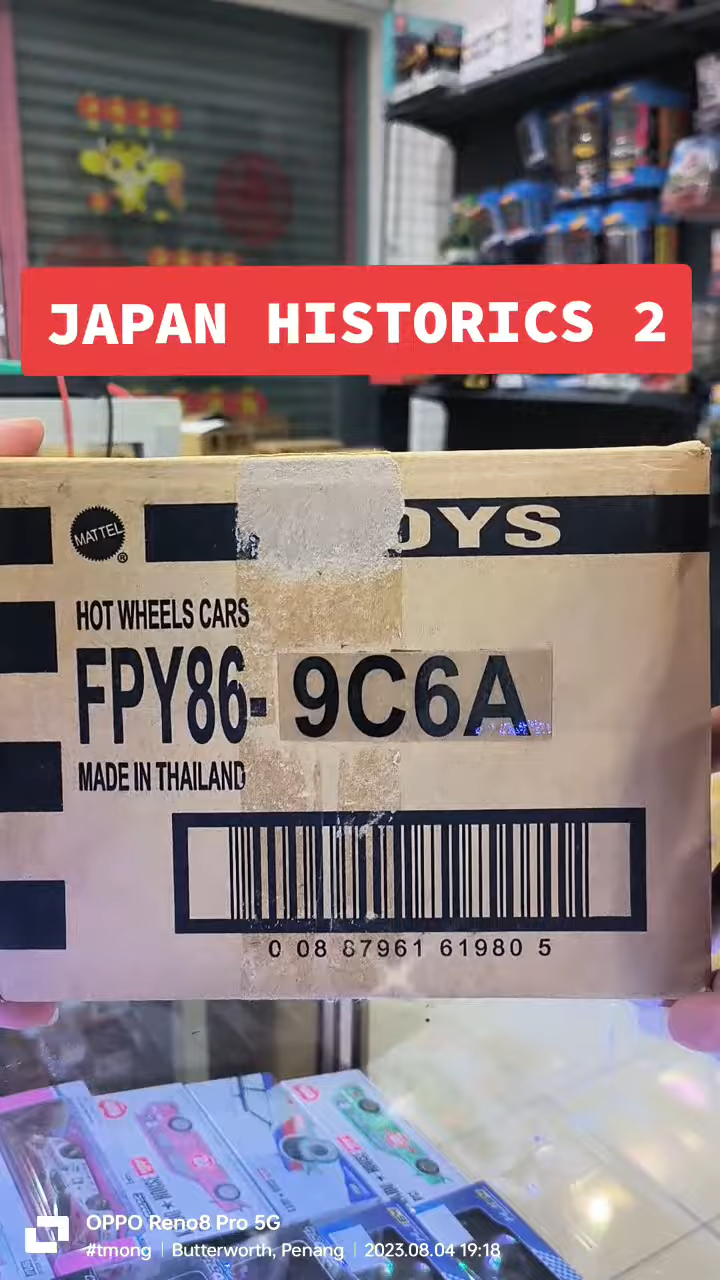 JAPAN HISTORICS 2
MATTEL
®
OYS
HOT WHEELS CARS
FPY86- 9C6A
MADE IN THAILAND
0 08 87961 61980 5
OPPO Reno8 Pro 5G
#tmong | Butterworth, Penang | 2023.08.04 19:18